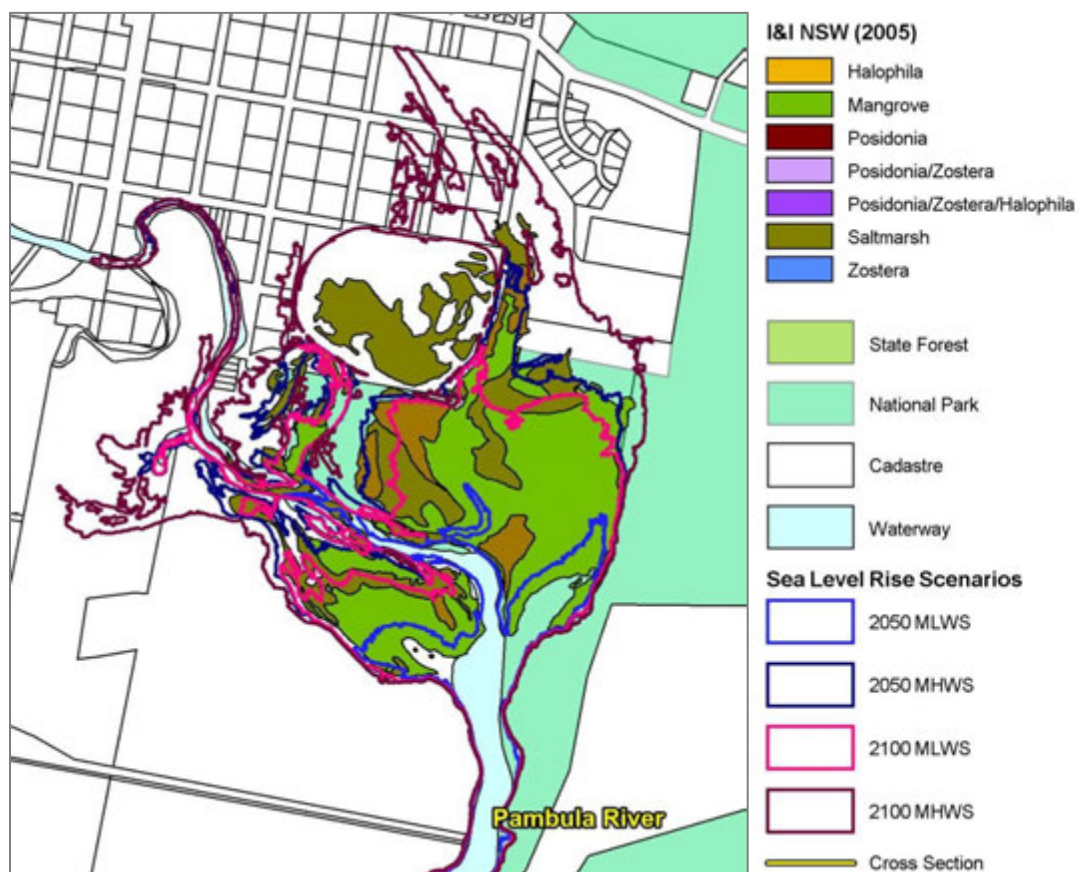 I&I NSW (2005)
Halophila
Mangrove
Posidonia
Posidonia/Zostera
Posidonia/Zostera/Halophila
Saltmarsh
Zostera
State Forest
National Park
Cadastre
Waterway
Sea Level Rise Scenarios
2050 MLWS
2050 MHWS
2100 MLWS
2100 MHWS
Cross Section
Pambula River